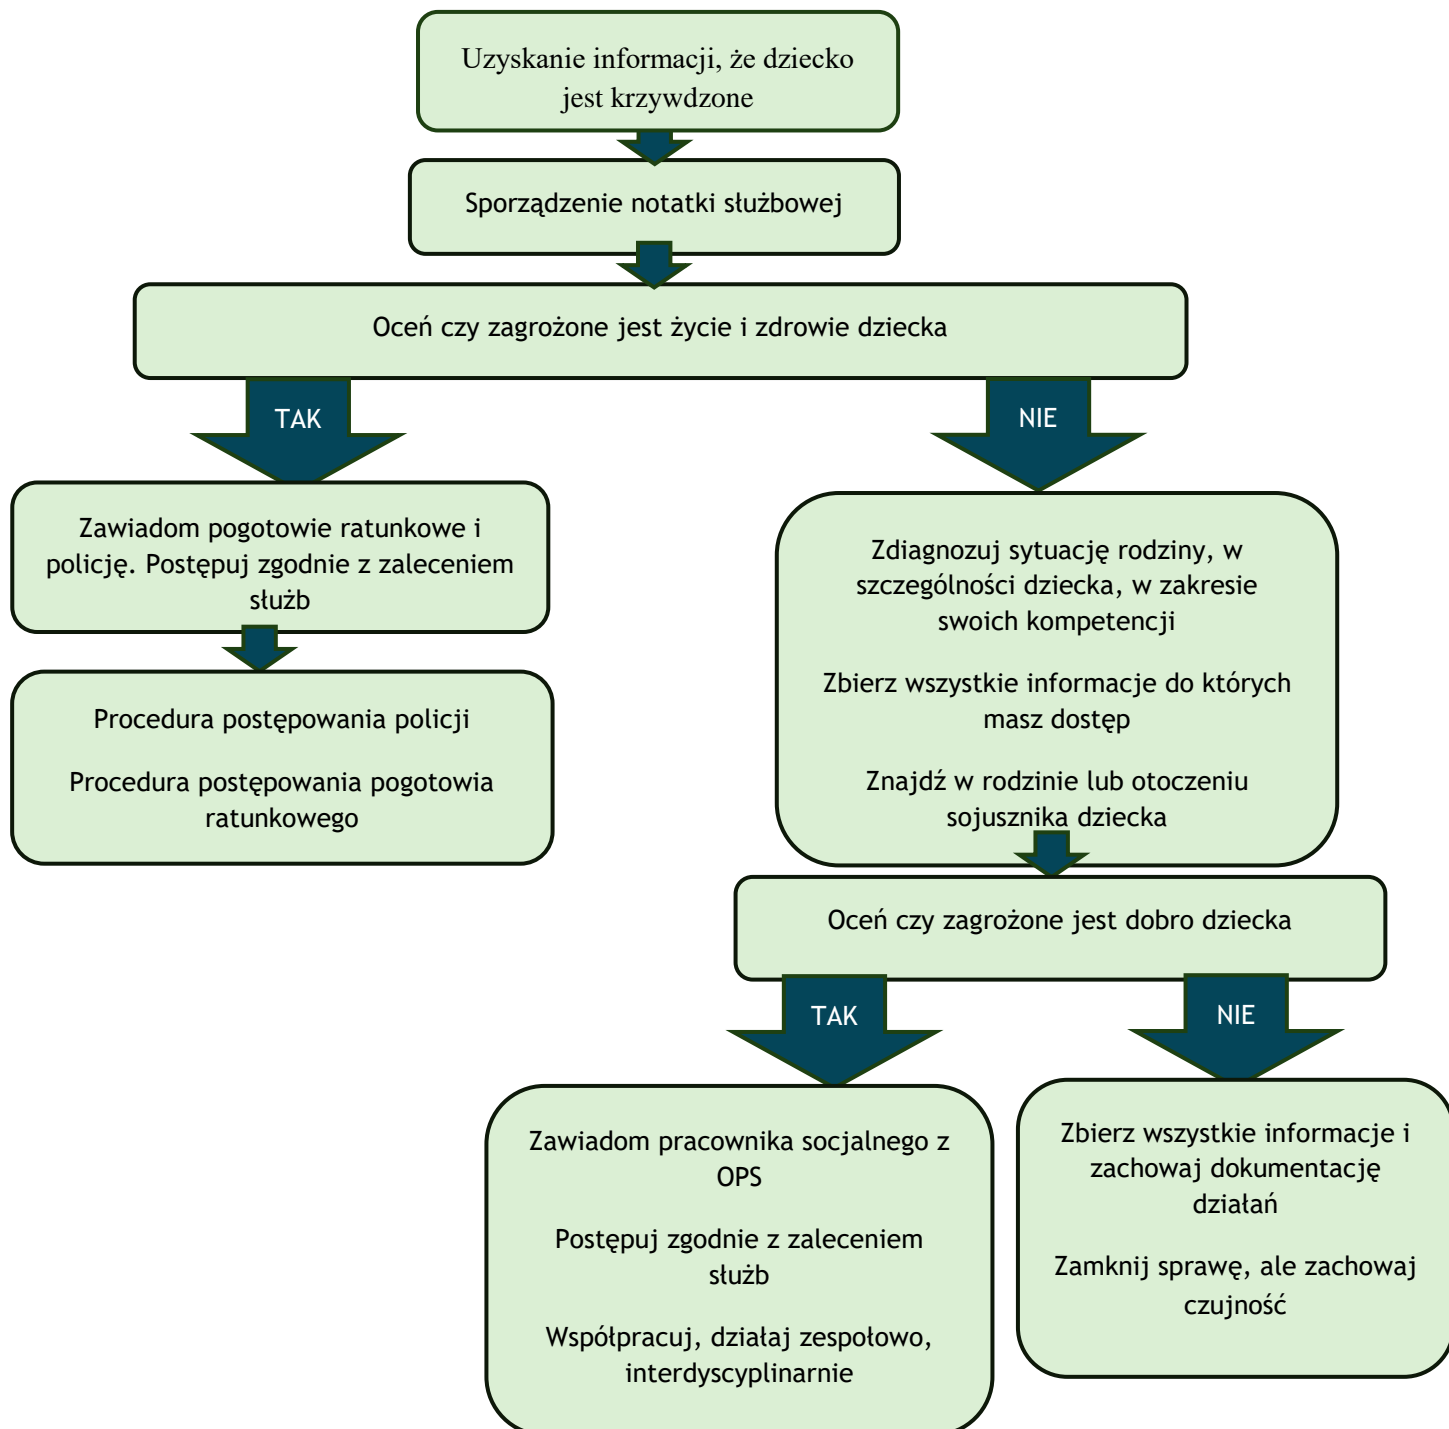 Uzyskanie informacji, że dziecko
jest krzywdzone
Sporządzenie notatki służbowej
Oceń czy zagrożone jest życie i zdrowie dziecka
TAK
NIE
Zawiadom pogotowie ratunkowe i
policję. Postępuj zgodnie z zaleceniem
służb
Procedura postępowania policji
Procedura postępowania pogotowia
ratunkowego
Zdiagnozuj sytuację rodziny, w
szczególności dziecka, w zakresie
swoich kompetencji
Zbierz wszystkie informacje do których
masz dostęp
Znajdź w rodzinie lub otoczeniu
sojusznika dziecka
Oceń czy zagrożone jest dobro dziecka
TAK
NIE
Zawiadom pracownika socjalnego z
OPS
Postępuj zgodnie z zaleceniem
służb
Współpracuj, działaj zespołowo,
interdyscyplinarnie
Zbierz wszystkie informacje i
zachowaj dokumentację
działań
Zamknij sprawę, ale zachowaj
czujność